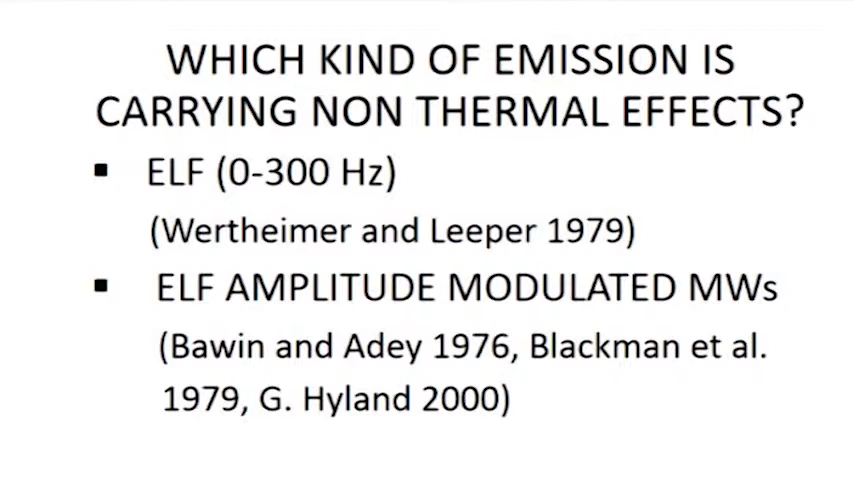 WHICH KIND OF EMISSION IS
CARRYING NON THERMAL EFFECTS?
▪ ELF (0-300 Hz)
(Wertheimer and Leeper 1979)
▪ ELF AMPLITUDE MODULATED MWs
(Bawin and Adey 1976, Blackman et al.
1979, G. Hyland 2000)